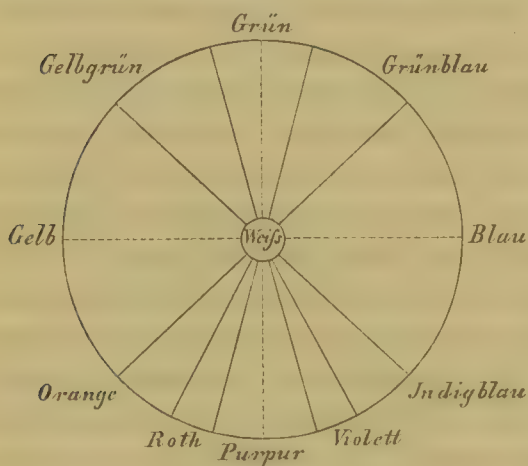 Grün
Gelbgrün
Grünblau
Gelb
Weiſs
Blau
Orange
Indigblau
Roth
Purpur
Violett